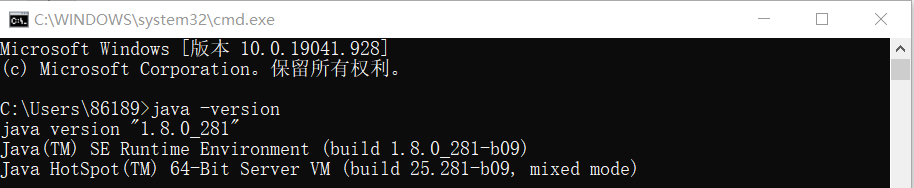 C:\WINDOWS\system32\cmd.exe
Microsoft Windows [版本 10.0.19041.928]
(c) Microsoft Corporation。保留所有权利。
C:\Users\86189>java -version
java version "1.8.0_281"
Java(TM) SE Runtime Environment (build 1.8.0_281-b09)
Java HotSpot(TM) 64-Bit Server VM (build 25.281-b09, mixed mode)